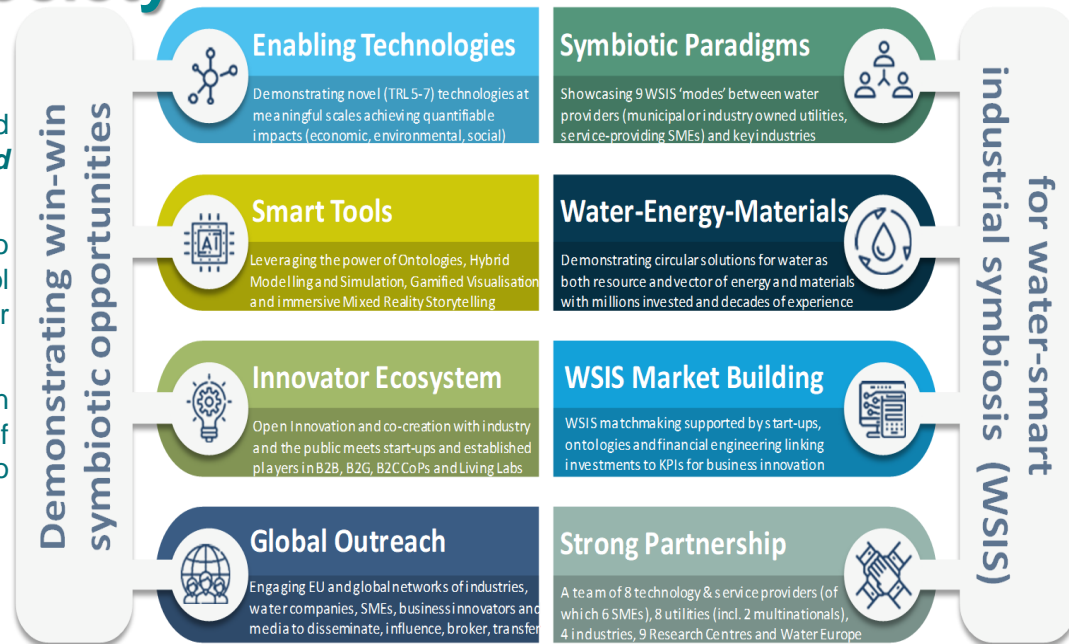 Demonstrating win-win
symbiotic opportunities
Enabling Technologies
Demonstrating novel (TRL 5-7) technologies at
meaningful scales achieving quantifiable
impacts (economic, environmental, social)
Smart Tools
AI
Leveraging the power of Ontologies, Hybrid
Modelling and Simulation, Gamified Visualisation
and immersive Mixed Reality Storytelling
Innovator Ecosystem
Open Innovation and co-creation with industry
and the public meets start-ups and established
players in B2B, B2G, B2C CoPs and Living Labs
Global Outreach
Engaging EU and global networks of industries,
water companies, SMEs, business innovators and
media to disseminate, influence, broker, transfer
Symbiotic Paradigms
Showcasing 9 WSIS ‘modes’ between water
providers (municipal or industry owned utilities,
service-providing SMEs) and key industries
Water-Energy-Materials
Demonstrating circular solutions for water as
both resource and vector of energy and materials
with millions invested and decades of experience
WSIS Market Building
WSIS matchmaking supported by start-ups,
ontologies and financial engineering linking
investments to KPIs for business innovation
Strong Partnership
A team of 8 technology & service providers (of
which 6 SMEs), 8 utilities (incl. 2 multinationals),
4 industries, 9 Research Centres and Water Europe
for water-smart
industrial symbiosis (WSIS)